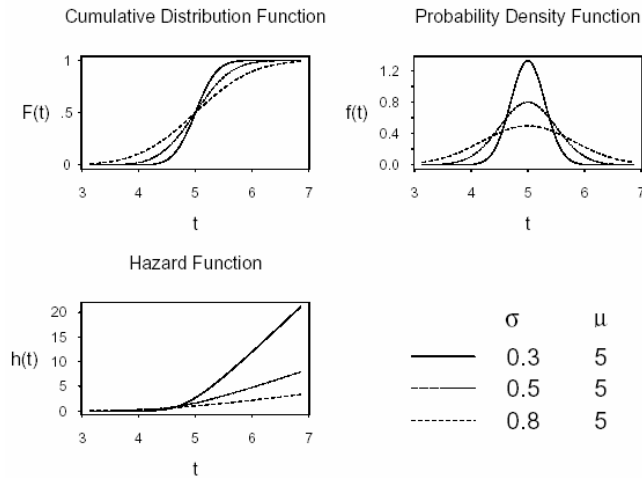 Cumulative Distribution Function
1
.5
0
F(t)
3 4 5 6 7
t
Probability Density Function
1.2
0.8
0.4
0.0
f(t)
3 4 5 6 7
t
Hazard Function
20
15
10
5
0
h(t)
3 4 5 6 7
t
σ μ
0.3 5
0.5 5
0.8 5